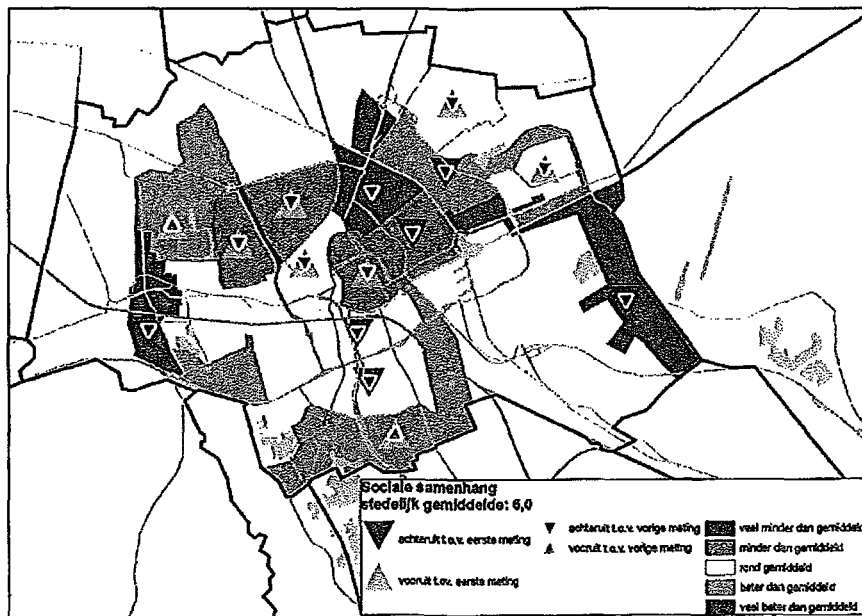 Sociale samenhang
stedelijk gemiddelde: 6,0
achteruit t.o.v. eerste meting
vooruit t.o.v. eerste meting
achteruit t.o.v. vorige meting
vooruit t.o.v. vorige meting
veel minder dan gemiddeld
minder dan gemiddeld
rond gemiddeld
beter dan gemiddeld
veel beter dan gemiddeld